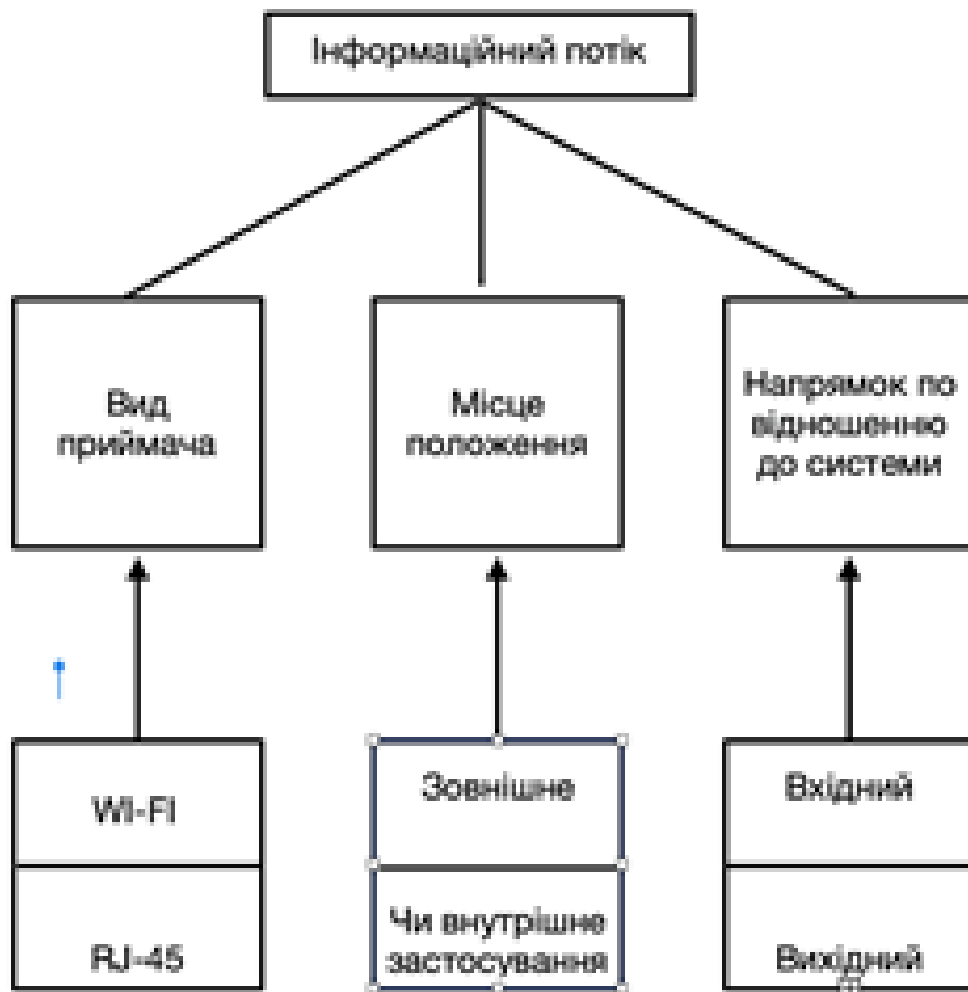 Інформаційний потік
Вид
приймача
Місце
положення
Напрямок по
відношенню
до системи
WI-FI
RJ-45
Зовнішне
Чи внутрішне
застосування
Вхідний
Вихідний